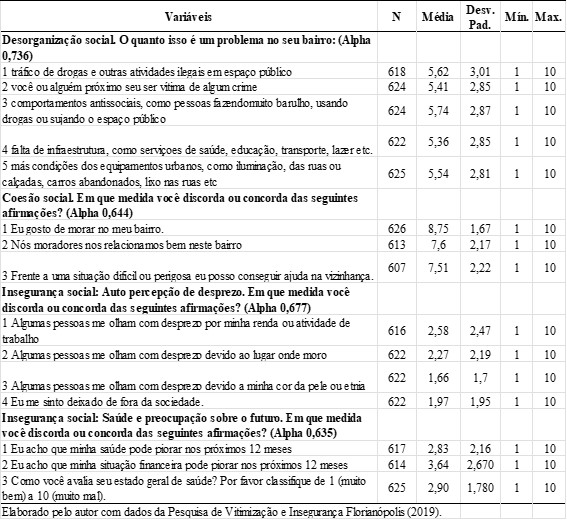 Variáveis N Média Desv. Pad. Mín. Max.
Desorganização social. O quanto isso é um problema no seu bairro: (Alpha
0,736)
1 tráfico de drogas e outras atividades ilegais em espaço público 618 5,62 3,01 1 10
2 você ou alguém próximo seu ser vitima de algum crime 624 5,41 2,85 1 10
3 comportamentos antissociais, como pessoas fazendomuito barulho, usando
drogas ou sujando o espaço público 624 5,74 2,87 1 10
4 falta de infraestrutura, como serviçoes de saúde, educação, transporte, lazer etc. 622 5,36 2,85 1 10
5 más condições dos equipamentos urbanos, como iluminação, das ruas ou
calçadas, carros abandonados, lixo nas ruas etc 625 5,54 2,81 1 10
Coesão social. Em que medida você discorda ou concorda das seguintes
afirmações? (Alpha 0,644)
1 Eu gosto de morar no meu bairro. 626 8,75 1,67 1 10
2 Nós moradores nos relacionamos bem neste bairro 613 7,6 2,17 1 10
3 Frente a uma situação dificil ou perigosa eu posso conseguir ajuda na vizinhança. 607 7,51 2,22 1 10
Insegurança social: Auto percepção de desprezo. Em que medida você
discorda ou concorda das seguintes afirmações? (Alpha 0,677)
1 Algumas pessoas me olham com desprezo por minha renda ou atividade de
trabalho 616 2,58 2,47 1 10
2 Algumas pessoas me olham com desprezo devido ao lugar onde moro 622 2,27 2,19 1 10
3 Algumas pessoas me olham com desprezo devido a minha cor da pele ou etnia 622 1,66 1,7 1 10
4 Eu me sinto deixado de fora da sociedade. 622 1,97 1,95 1 10
Insegurança social: Saúde e preocupação sobre o futuro. Em que medida
você discorda ou concorda das seguintes afirmações? (Alpha 0,635)
1 Eu acho que minha saúde pode piorar nos próximos 12 meses 617 2,83 2,16 1 10
2 Eu acho que minha situação financeira pode piorar nos próximos 12 meses 614 3,64 2,670 1 10
3 Como você avalia seu estado geral de saúde? Por favor classifique de 1 (muito
bem) a 10 (muito mal). 625 2,90 1,780 1 10
Elaborado pelo autor com dados da Pesquisa de Vitimização e Insegurança Florianópolis (2019).